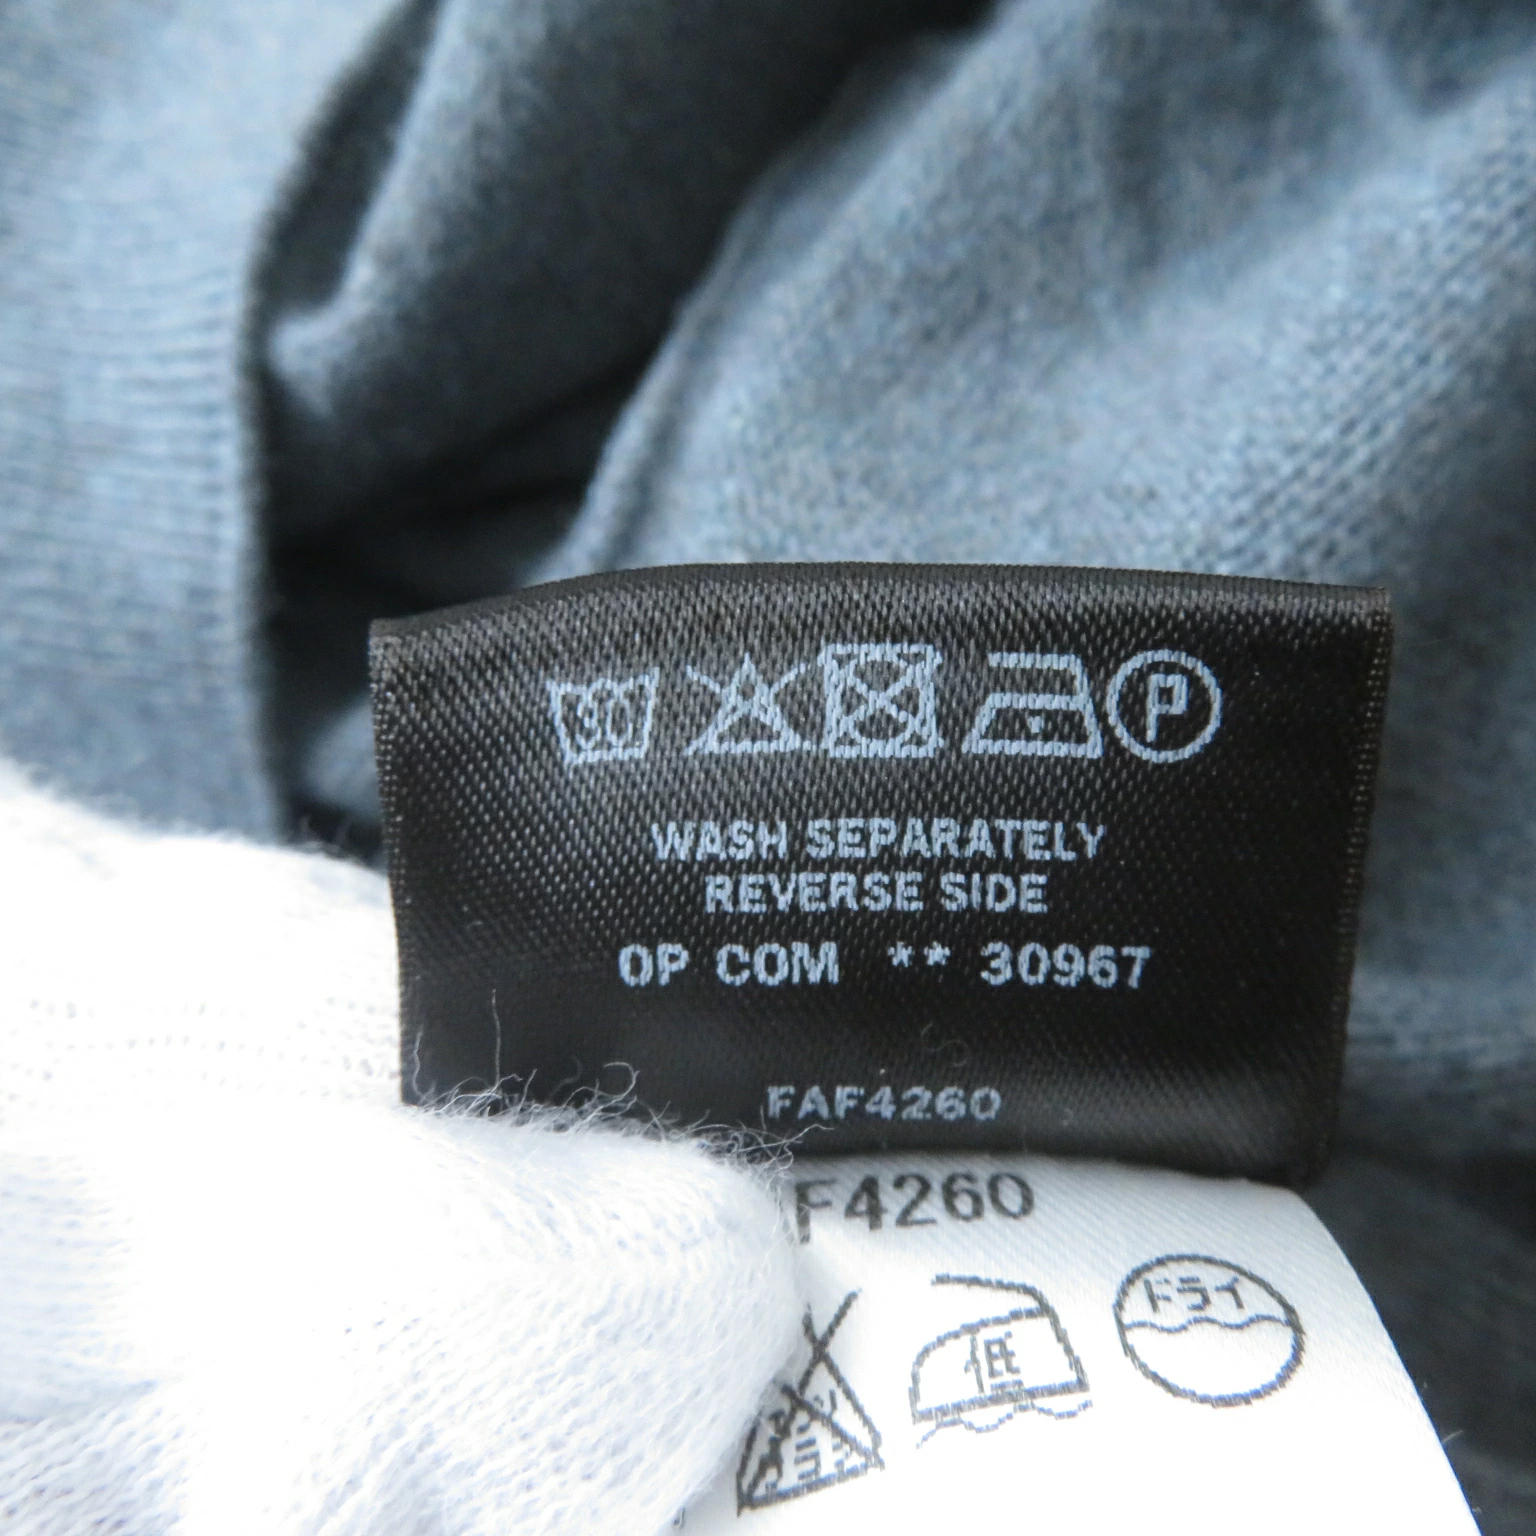 30 P
WASH SEPARATELY
REVERSE SIDE
OP COM ** 30967
FAF4260
F4260
低 ドライ